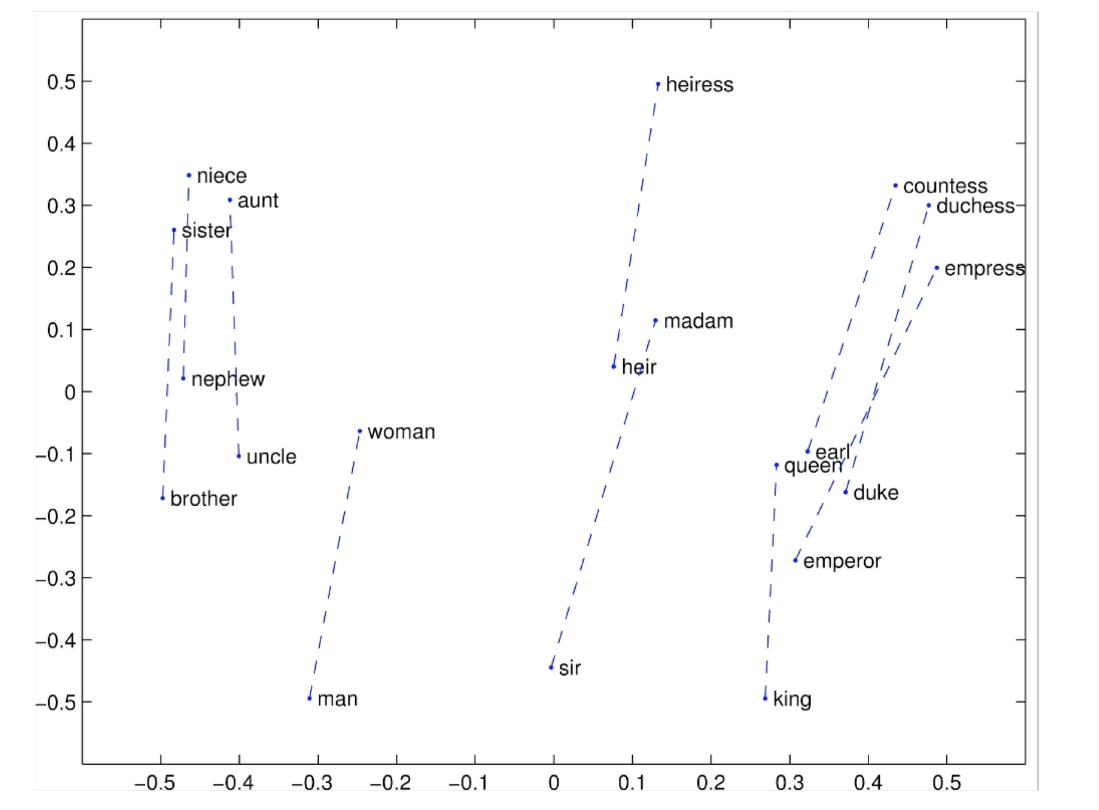 0.5
heiress
0.4
niece
0.3
aunt
countess
duchess
sister
0.2
empress
0.1
madam
heir
nephew
0
woman
−0.1
earl
queen
uncle
brother
duke
−0.2
emperor
−0.3
−0.4
sir
−0.5
man
king
−0.5 −0.4 −0.3 −0.2 −0.1 0 0.1 0.2 0.3 0.4 0.5